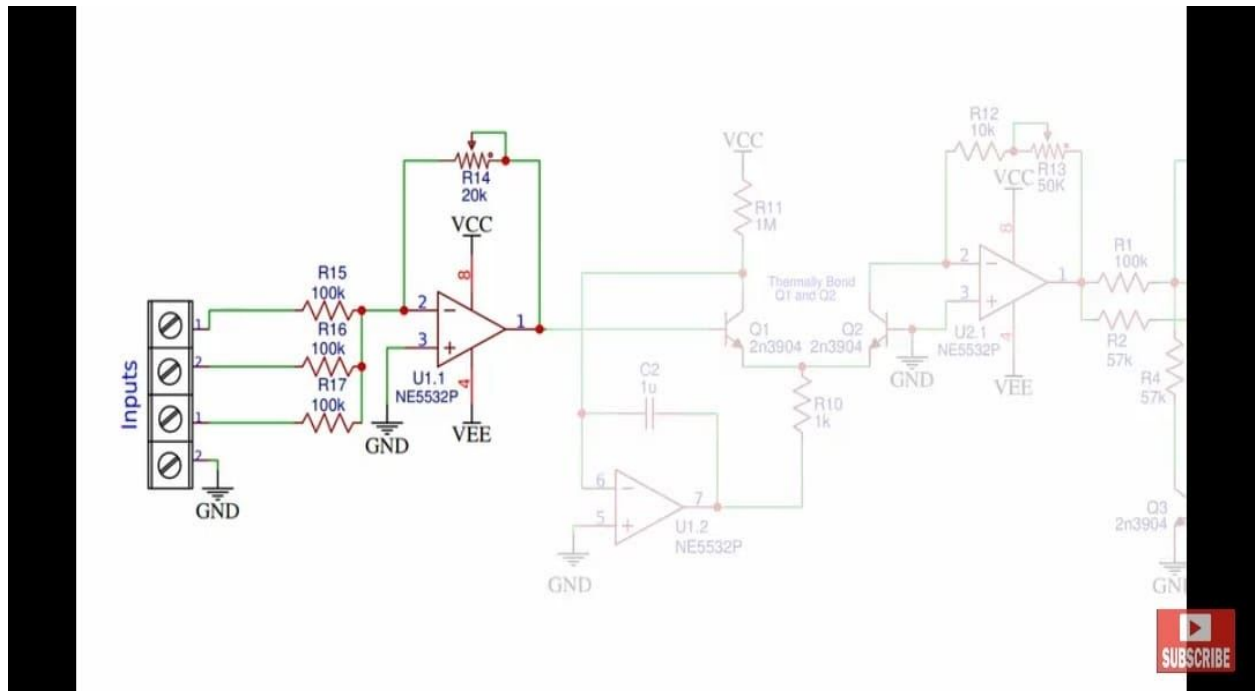 R14
20k
VCC
8
R15
100k
R16
100k
R17
100k
2
3
1
4
U1.1
NE5532P
GND
VEE
Inputs
1
2
1
2
GND
VCC
R11
1M
Thermally Bond
Q1 and Q2
Q1
2n3904
Q2
2n3904
GND
C2
1u
R10
1k
6
5
7
U1.2
NE5532P
GND
R12
10k
R13
50K
VCC
8
2
3
1
4
U2.1
NE5532P
VEE
R1
100k
R2
57k
R4
57k
Q3
2n3904
SUBSCRIBE